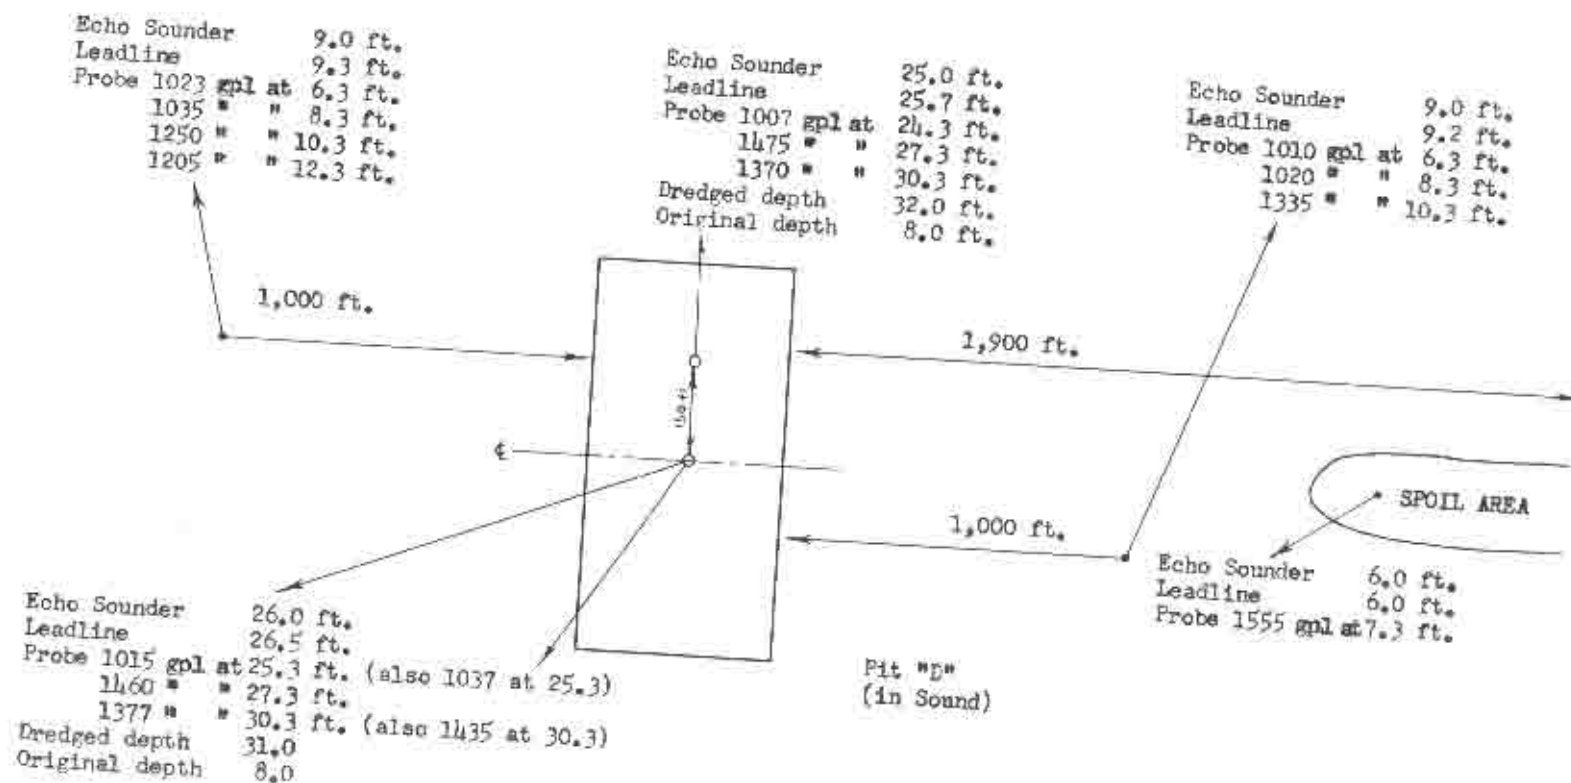 Echo Sounder 9.0 ft.
Leadline 9.3 ft.
Probe 1023 gpl at 6.3 ft.
1035 " " 8.3 ft.
1250 " " 10.3 ft.
1205 " " 12.3 ft.
Echo Sounder 25.0 ft.
Leadline 25.7 ft.
Probe 1007 gpl at 24.3 ft.
1475 " " 27.3 ft.
1370 " " 30.3 ft.
Dredged depth 32.0 ft.
Original depth 8.0 ft.
Echo Sounder 9.0 ft.
Leadline 9.2 ft.
Probe 1010 gpl at 6.3 ft.
1020 " " 8.3 ft.
1335 " " 10.3 ft.
1,000 ft.
1,900 ft.
℄
SPOIL AREA
1,000 ft.
Echo Sounder 6.0 ft.
Leadline 6.0 ft.
Probe 1555 gpl at 7.3 ft.
Echo Sounder 26.0 ft.
Leadline 26.5 ft.
Probe 1015 gpl at 25.3 ft. (also 1037 at 25.3)
1460 " " 27.3 ft.
1377 " " 30.3 ft. (also 1435 at 30.3)
Dredged depth 31.0
Original depth 8.0
Pit "D"
(in Sound)